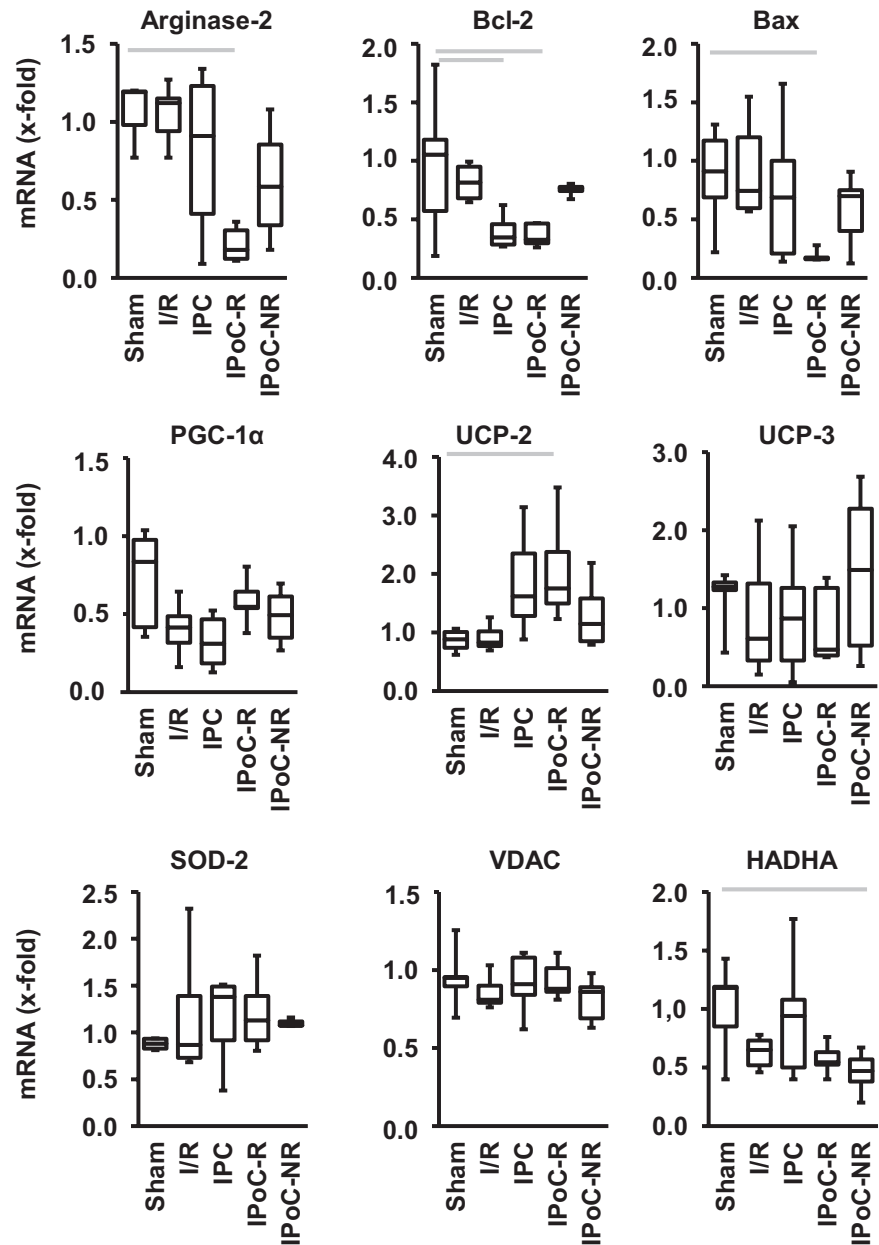 Arginase-2 Bcl-2 Bax
mRNA (x-fold)
1.5 2.0 2.0
1.0 1.5 1.5
0.5 1.0 1.0
0.0 0.5 0.5
0.0 0.0
Sham I/R IPC IPoC-R IPoC-NR Sham I/R IPC IPoC-R IPoC-NR Sham I/R IPC IPoC-R IPoC-NR
PGC-1α UCP-2 UCP-3
mRNA (x-fold)
1.5 4.0 3.0
1.0 3.0 2.0
0.5 2.0 1.0
0.0 1.0 0.0
0.0
Sham I/R IPC IPoC-R IPoC-NR Sham I/R IPC IPoC-R IPoC-NR Sham I/R IPC IPoC-R IPoC-NR
SOD-2 VDAC HADHA
mRNA (x-fold)
2.5 1.5 2.0
2.0 1.0 1.5
1.5 0.5 1.0
1.0 0.0 0.5
0.5 0.0
0.0
Sham I/R IPC IPoC-R IPoC-NR Sham I/R IPC IPoC-R IPoC-NR Sham I/R IPC IPoC-R IPoC-NR